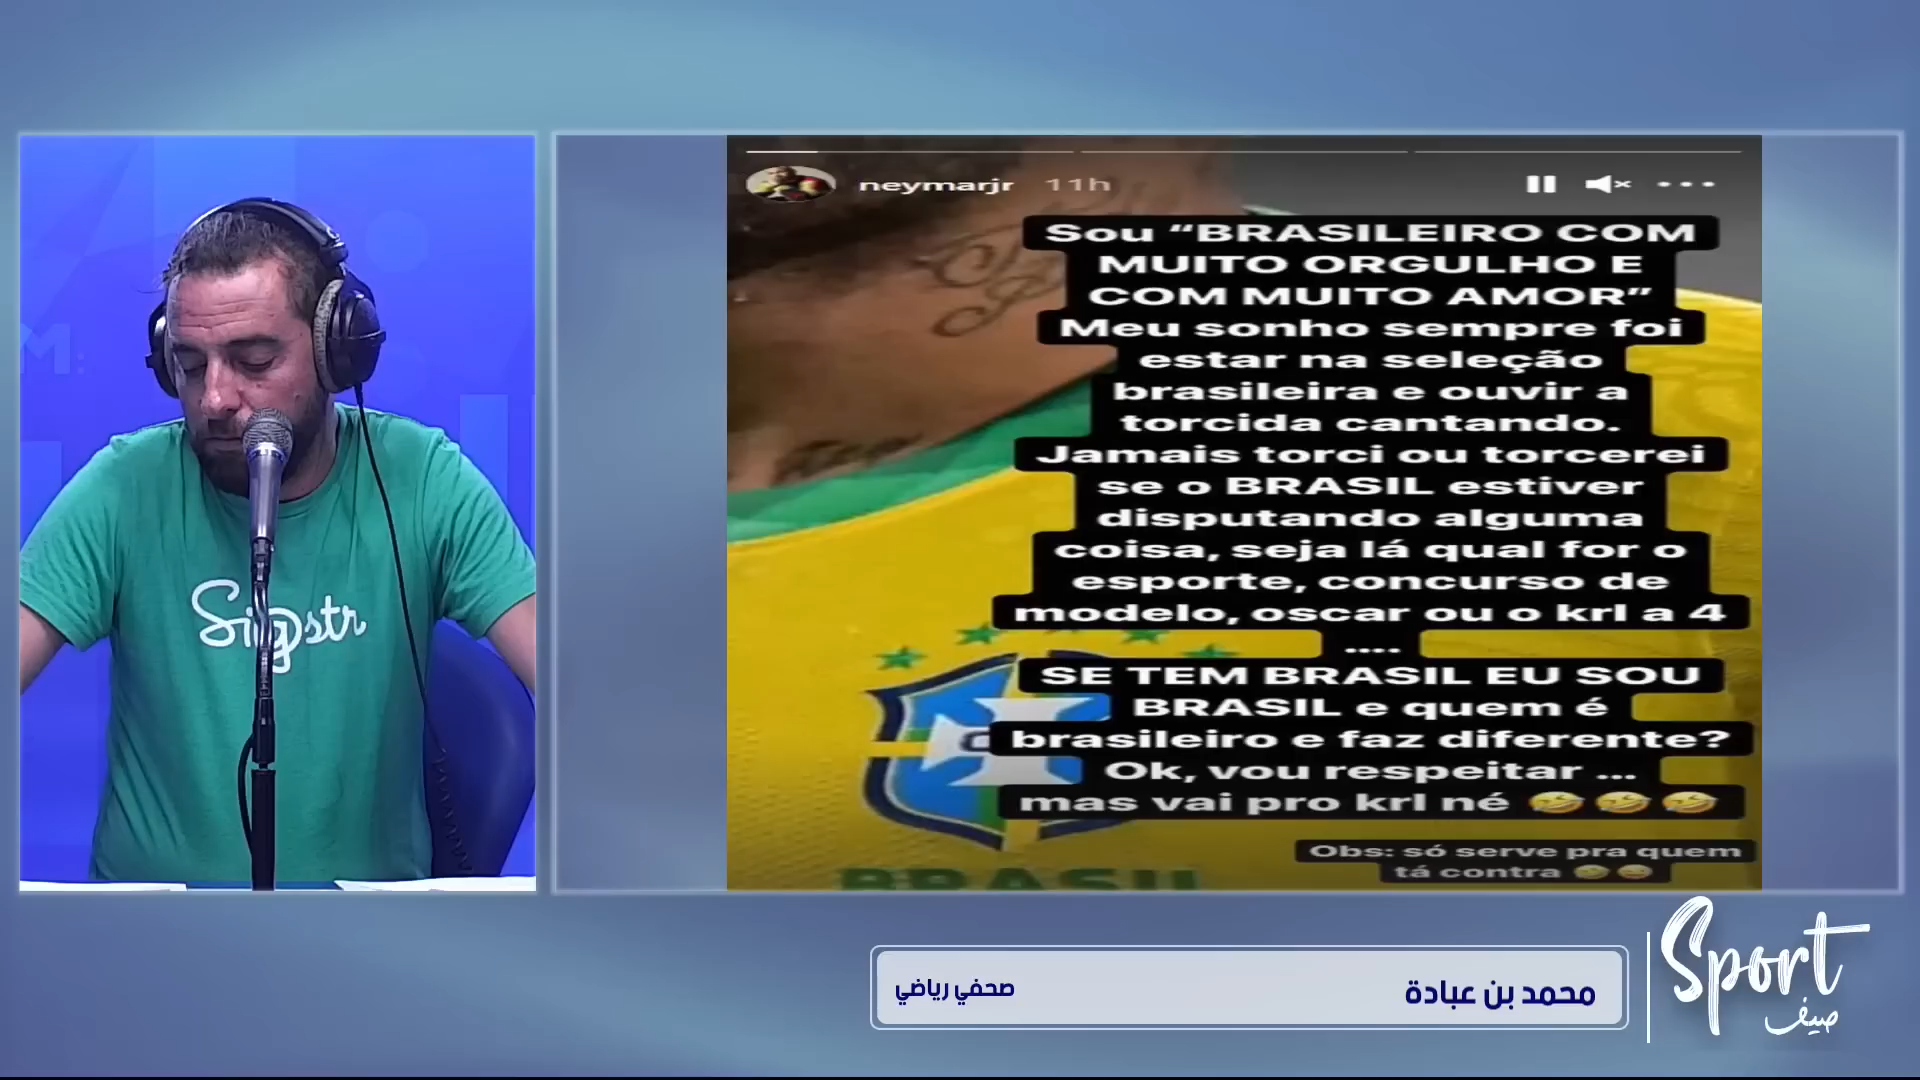 neymarjr 11h
Sou “BRASILEIRO COM
MUITO ORGULHO E
COM MUITO AMOR”
Meu sonho sempre foi
estar na seleção
brasileira e ouvir a
torcida cantando.
Jamais torci ou torcerei
se o BRASIL estiver
disputando alguma
coisa, seja lá qual for o
esporte, concurso de
modelo, oscar ou o krl a 4
....
SE TEM BRASIL EU SOU
BRASIL e quem é
brasileiro e faz diferente?
Ok, vou respeitar ...
mas vai pro krl né 🤣🤣🤣
Obs: só serve pra quem
tá contra
BRASIL
Sigstr
محمد بن عبادة
صحفي رياضي
Sport
صيف